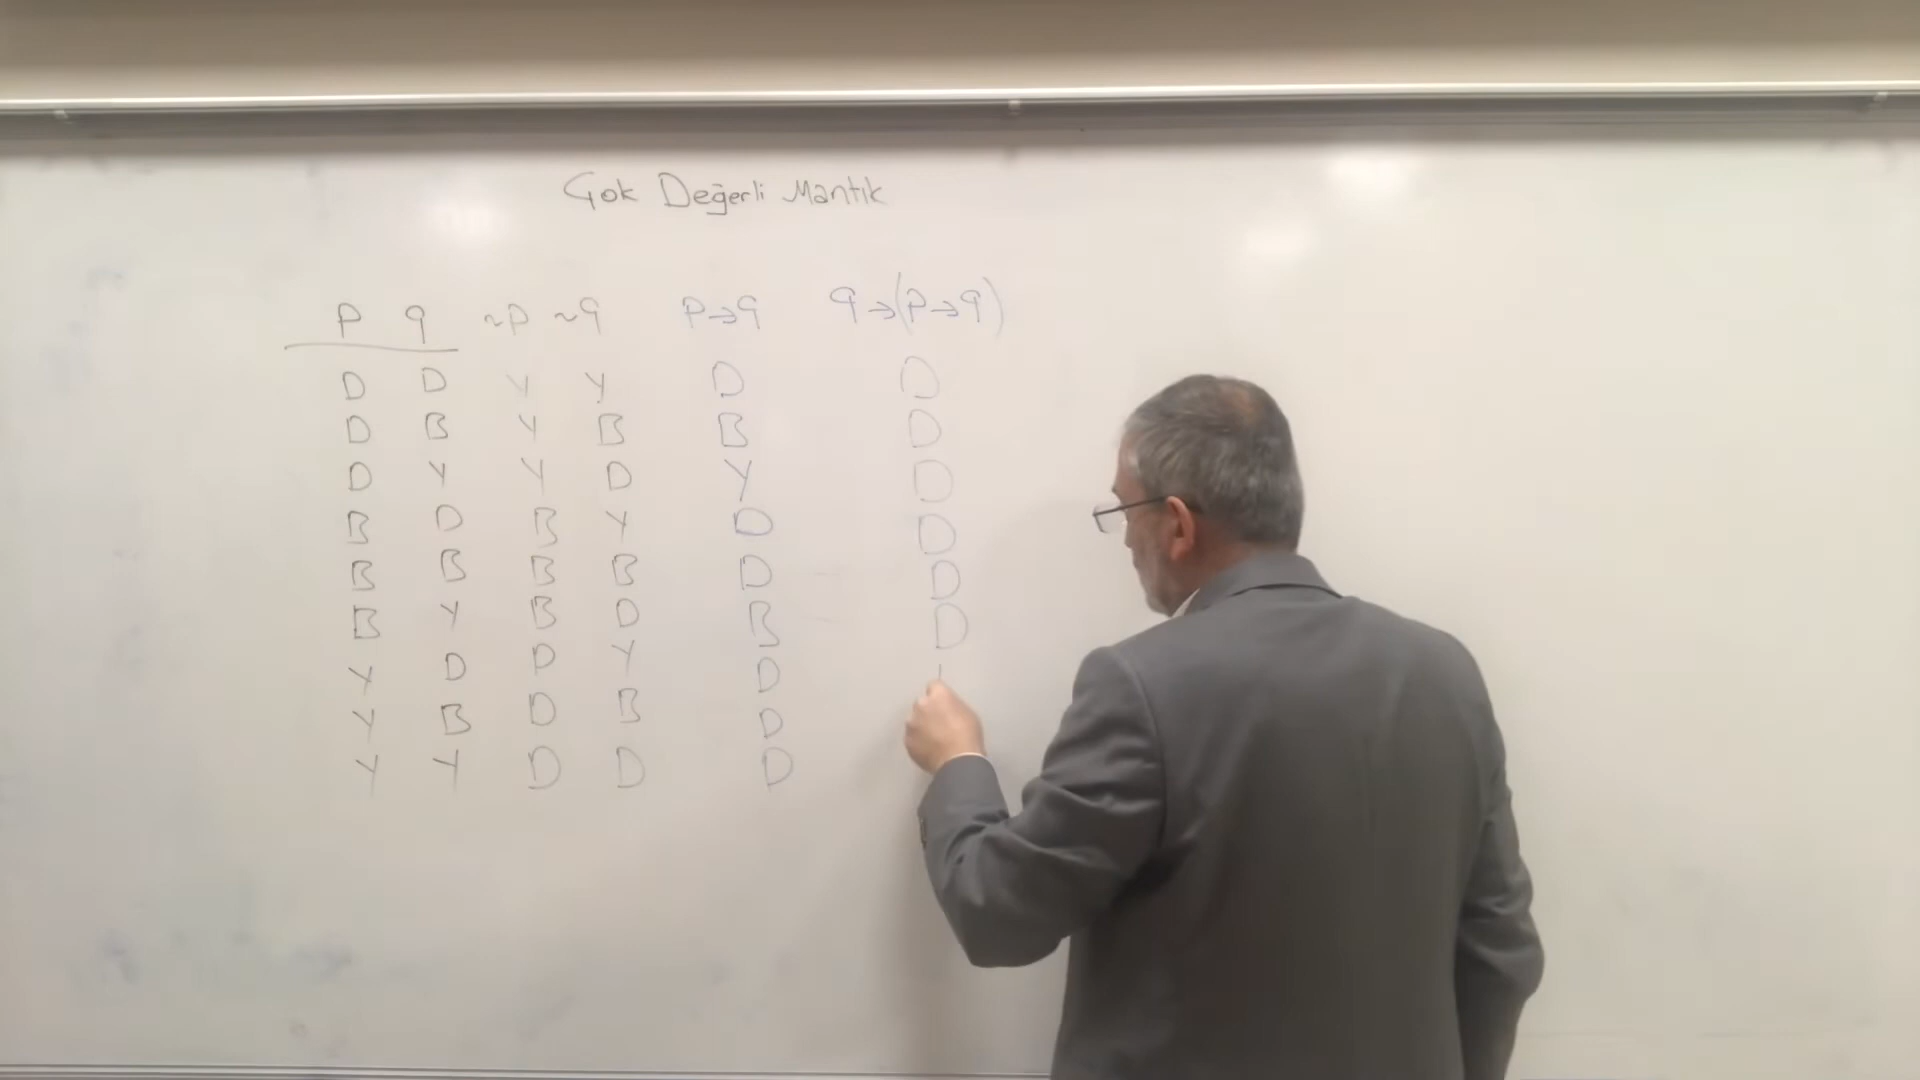 Çok Değerli Mantık
p q ~p ~q p→q q→(p→q)
D D Y Y D D
D B Y B B D
D Y Y D Y D
B D B Y D D
B B B B D D
B Y B D B D
Y D D Y D
Y B D B D
Y Y D D D